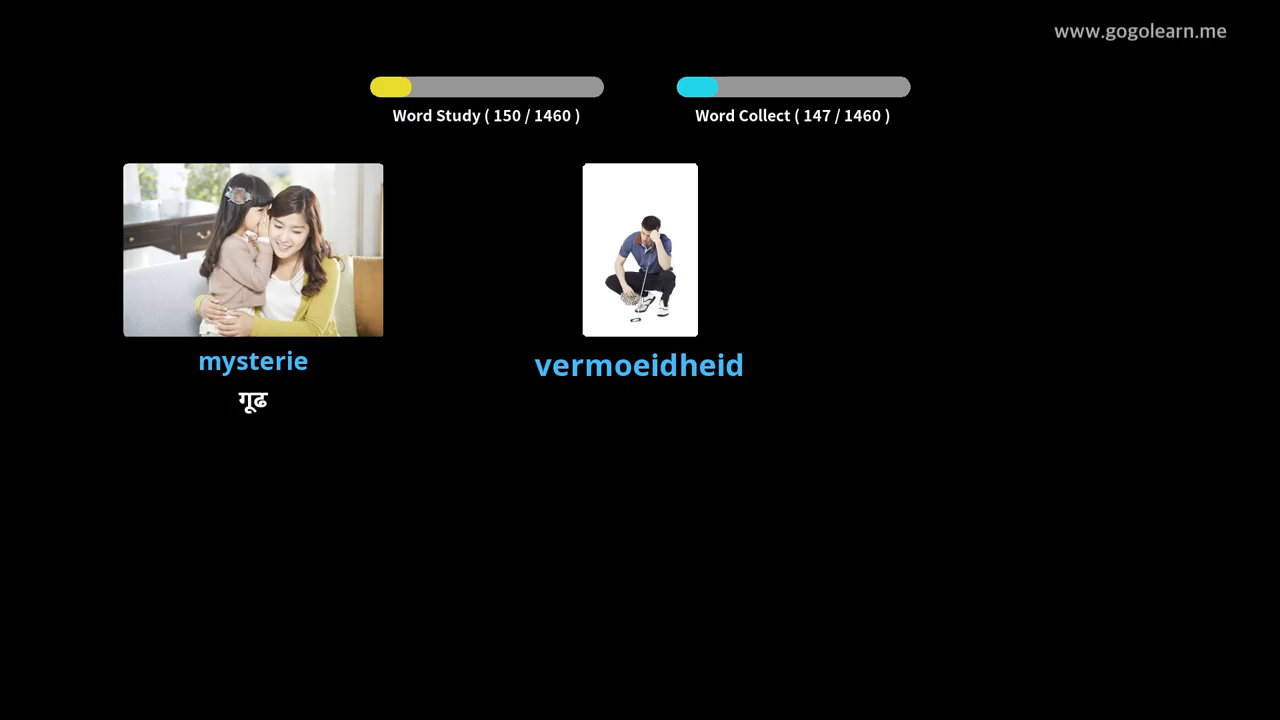 www.gogolearn.me
Word Study ( 150 / 1460 )
Word Collect ( 147 / 1460 )
mysterie
गूढ
vermoeidheid